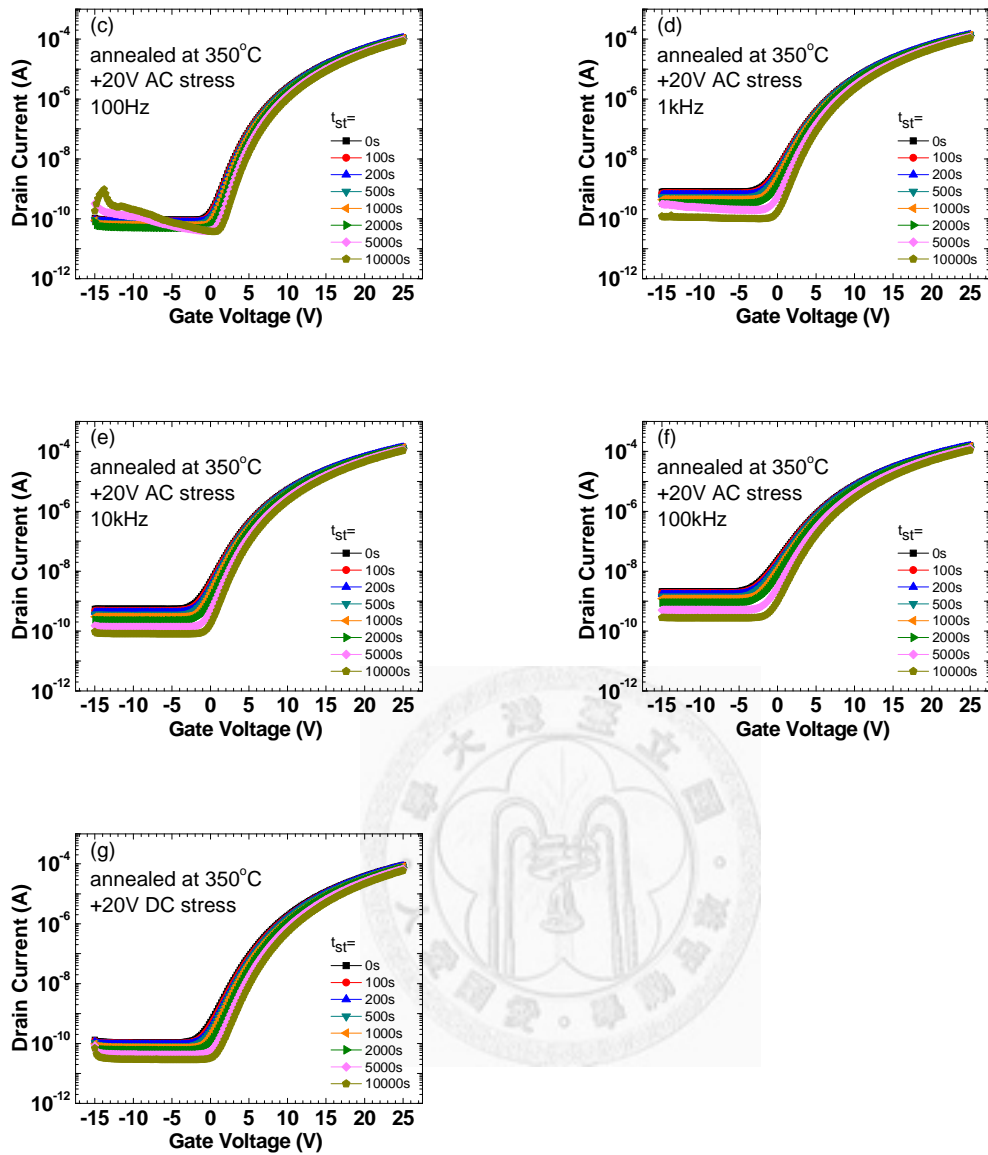 (c)
annealed at 350°C
+20V AC stress
100Hz
t_st=
0s
100s
200s
500s
1000s
2000s
5000s
10000s
10^-4
10^-6
10^-8
10^-10
10^-12
Drain Current (A)
-15 -10 -5 0 5 10 15 20 25
Gate Voltage (V)
(d)
annealed at 350°C
+20V AC stress
1kHz
t_st=
0s
100s
200s
500s
1000s
2000s
5000s
10000s
10^-4
10^-6
10^-8
10^-10
10^-12
Drain Current (A)
-15 -10 -5 0 5 10 15 20 25
Gate Voltage (V)
(e)
annealed at 350°C
+20V AC stress
10kHz
t_st=
0s
100s
200s
500s
1000s
2000s
5000s
10000s
10^-4
10^-6
10^-8
10^-10
10^-12
Drain Current (A)
-15 -10 -5 0 5 10 15 20 25
Gate Voltage (V)
(f)
annealed at 350°C
+20V AC stress
100kHz
t_st=
0s
100s
200s
500s
1000s
2000s
5000s
10000s
10^-4
10^-6
10^-8
10^-10
10^-12
Drain Current (A)
-15 -10 -5 0 5 10 15 20 25
Gate Voltage (V)
(g)
annealed at 350°C
+20V DC stress
t_st=
0s
100s
200s
500s
1000s
2000s
5000s
10000s
10^-4
10^-6
10^-8
10^-10
10^-12
Drain Current (A)
-15 -10 -5 0 5 10 15 20 25
Gate Voltage (V)